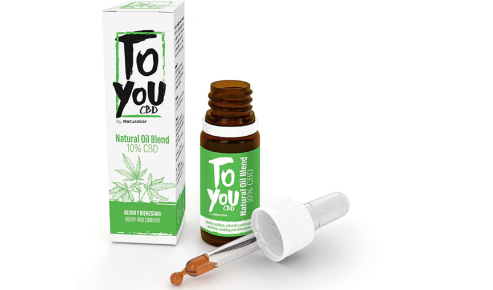 To
YOU
CBD
by Naturasor
Natural Oil Blend
10% CBD
ALIVIO Y BIENESTAR
RELIEF AND COMFORT
To
YOU
CBD
Natural Oil Blend
10% CBD